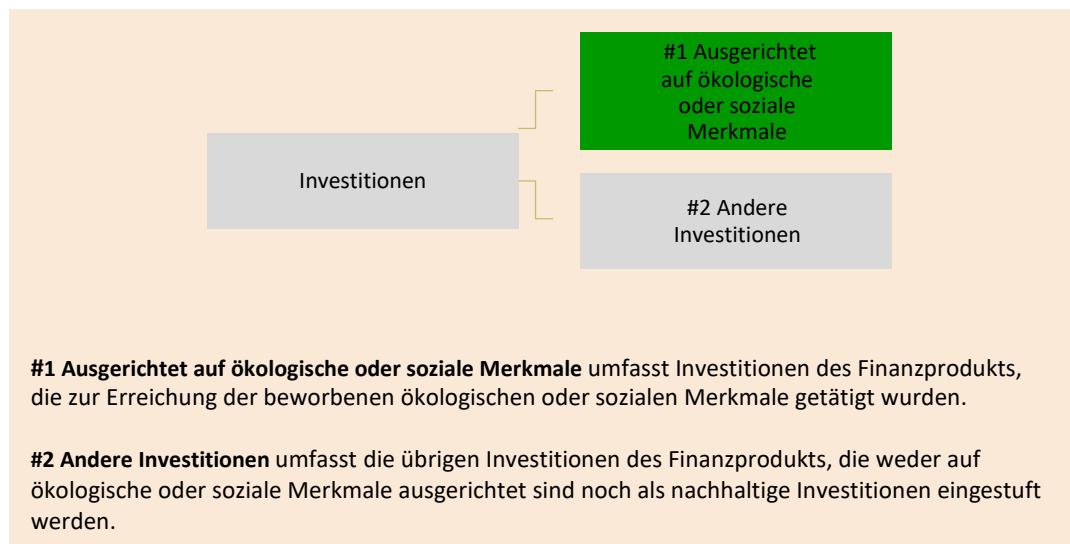 #1 Ausgerichtet
auf ökologische
oder soziale
Merkmale
Investitionen
#2 Andere
Investitionen
#1 Ausgerichtet auf ökologische oder soziale Merkmale umfasst Investitionen des Finanzprodukts,
die zur Erreichung der beworbenen ökologischen oder sozialen Merkmale getätigt wurden.
#2 Andere Investitionen umfasst die übrigen Investitionen des Finanzprodukts, die weder auf
ökologische oder soziale Merkmale ausgerichtet sind noch als nachhaltige Investitionen eingestuft
werden.